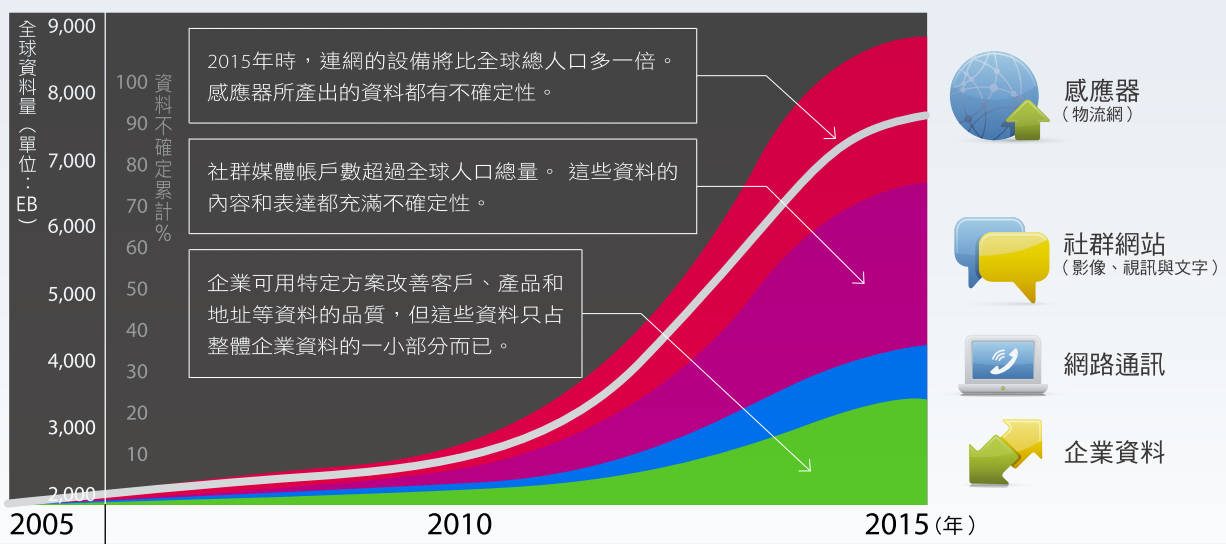 全球資料量（單位：EB）
9,000
8,000
7,000
6,000
5,000
4,000
3,000
2,000
資料不確定累計%
100
90
80
70
60
50
40
30
20
10
2015年時，連網的設備將比全球總人口多一倍。
感應器所產出的資料都有不確定性。
社群媒體帳戶數超過全球人口總量。 這些資料的
內容和表達都充滿不確定性。
企業可用特定方案改善客戶、產品和
地址等資料的品質，但這些資料只占
整體企業資料的一小部分而已。
感應器
（物流網）
社群網站
（影像、視訊與文字）
網路通訊
企業資料
2005
2010
2015（年）